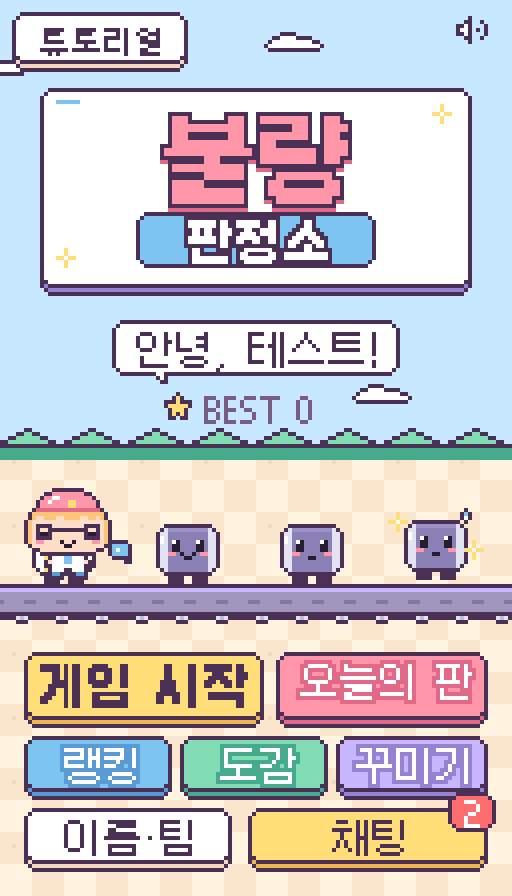 튜토리얼
불량
판정소
안녕, 테스트!
BEST 0
게임 시작
오늘의 판
랭킹
도감
꾸미기
이름·팀
채팅
2